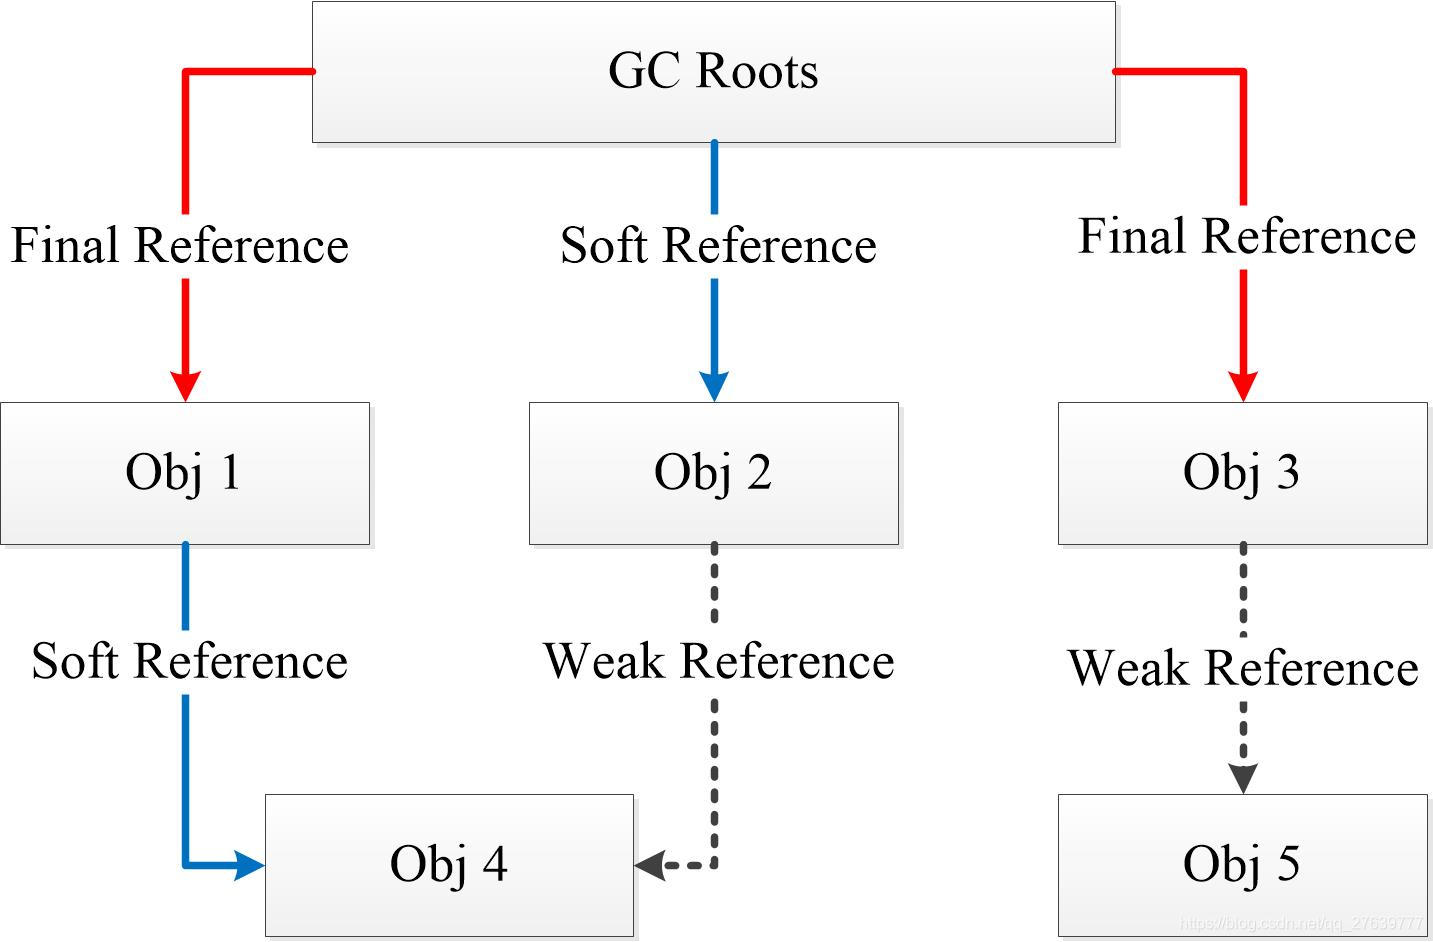 GC Roots
Final Reference
Soft Reference
Final Reference
Obj 1
Obj 2
Obj 3
Soft Reference
Weak Reference
Weak Reference
Obj 4
Obj 5
https://blog.csdn.net/qq_27639777